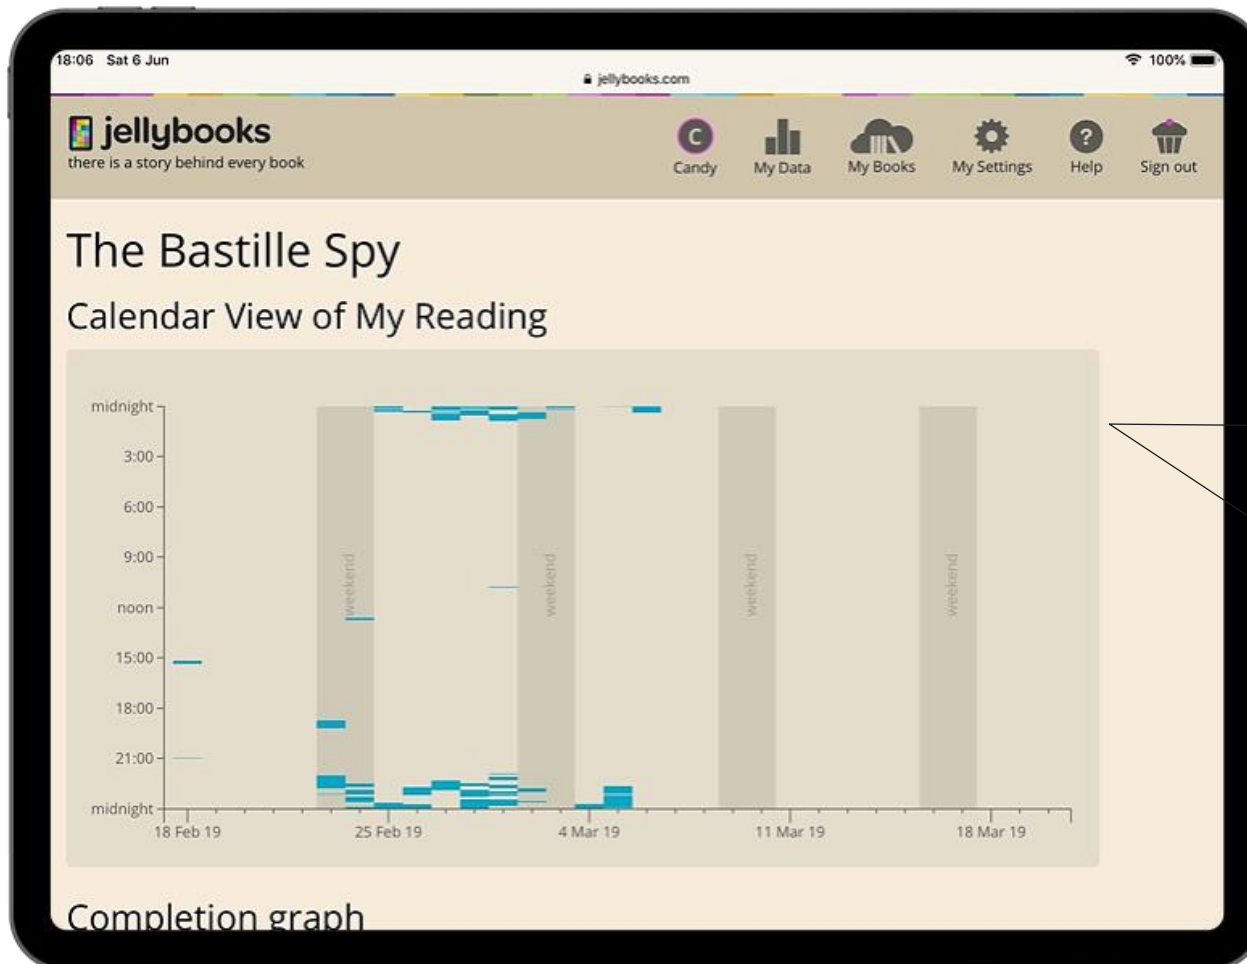 18:06 Sat 6 Jun
100%
jellybooks.com
jellybooks
there is a story behind every book
C
Candy
My Data
My Books
My Settings
?
Help
Sign out
The Bastille Spy
Calendar View of My Reading
midnight
3:00
6:00
9:00
noon
15:00
18:00
21:00
midnight
weekend
weekend
weekend
weekend
18 Feb 19
25 Feb 19
4 Mar 19
11 Mar 19
18 Mar 19
Completion graph